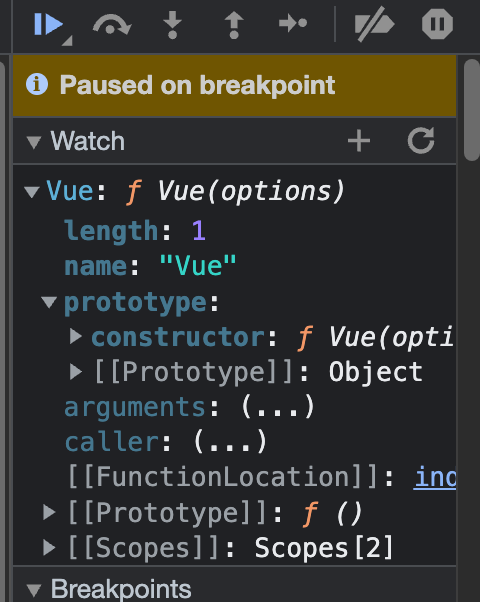 Paused on breakpoint
Watch
Vue: ƒ Vue(options)
length: 1
name: "Vue"
prototype:
constructor: ƒ Vue(opti
[[Prototype]]: Object
arguments: (...)
caller: (...)
[[FunctionLocation]]: ind
[[Prototype]]: ƒ ()
[[Scopes]]: Scopes[2]
Breakpoints